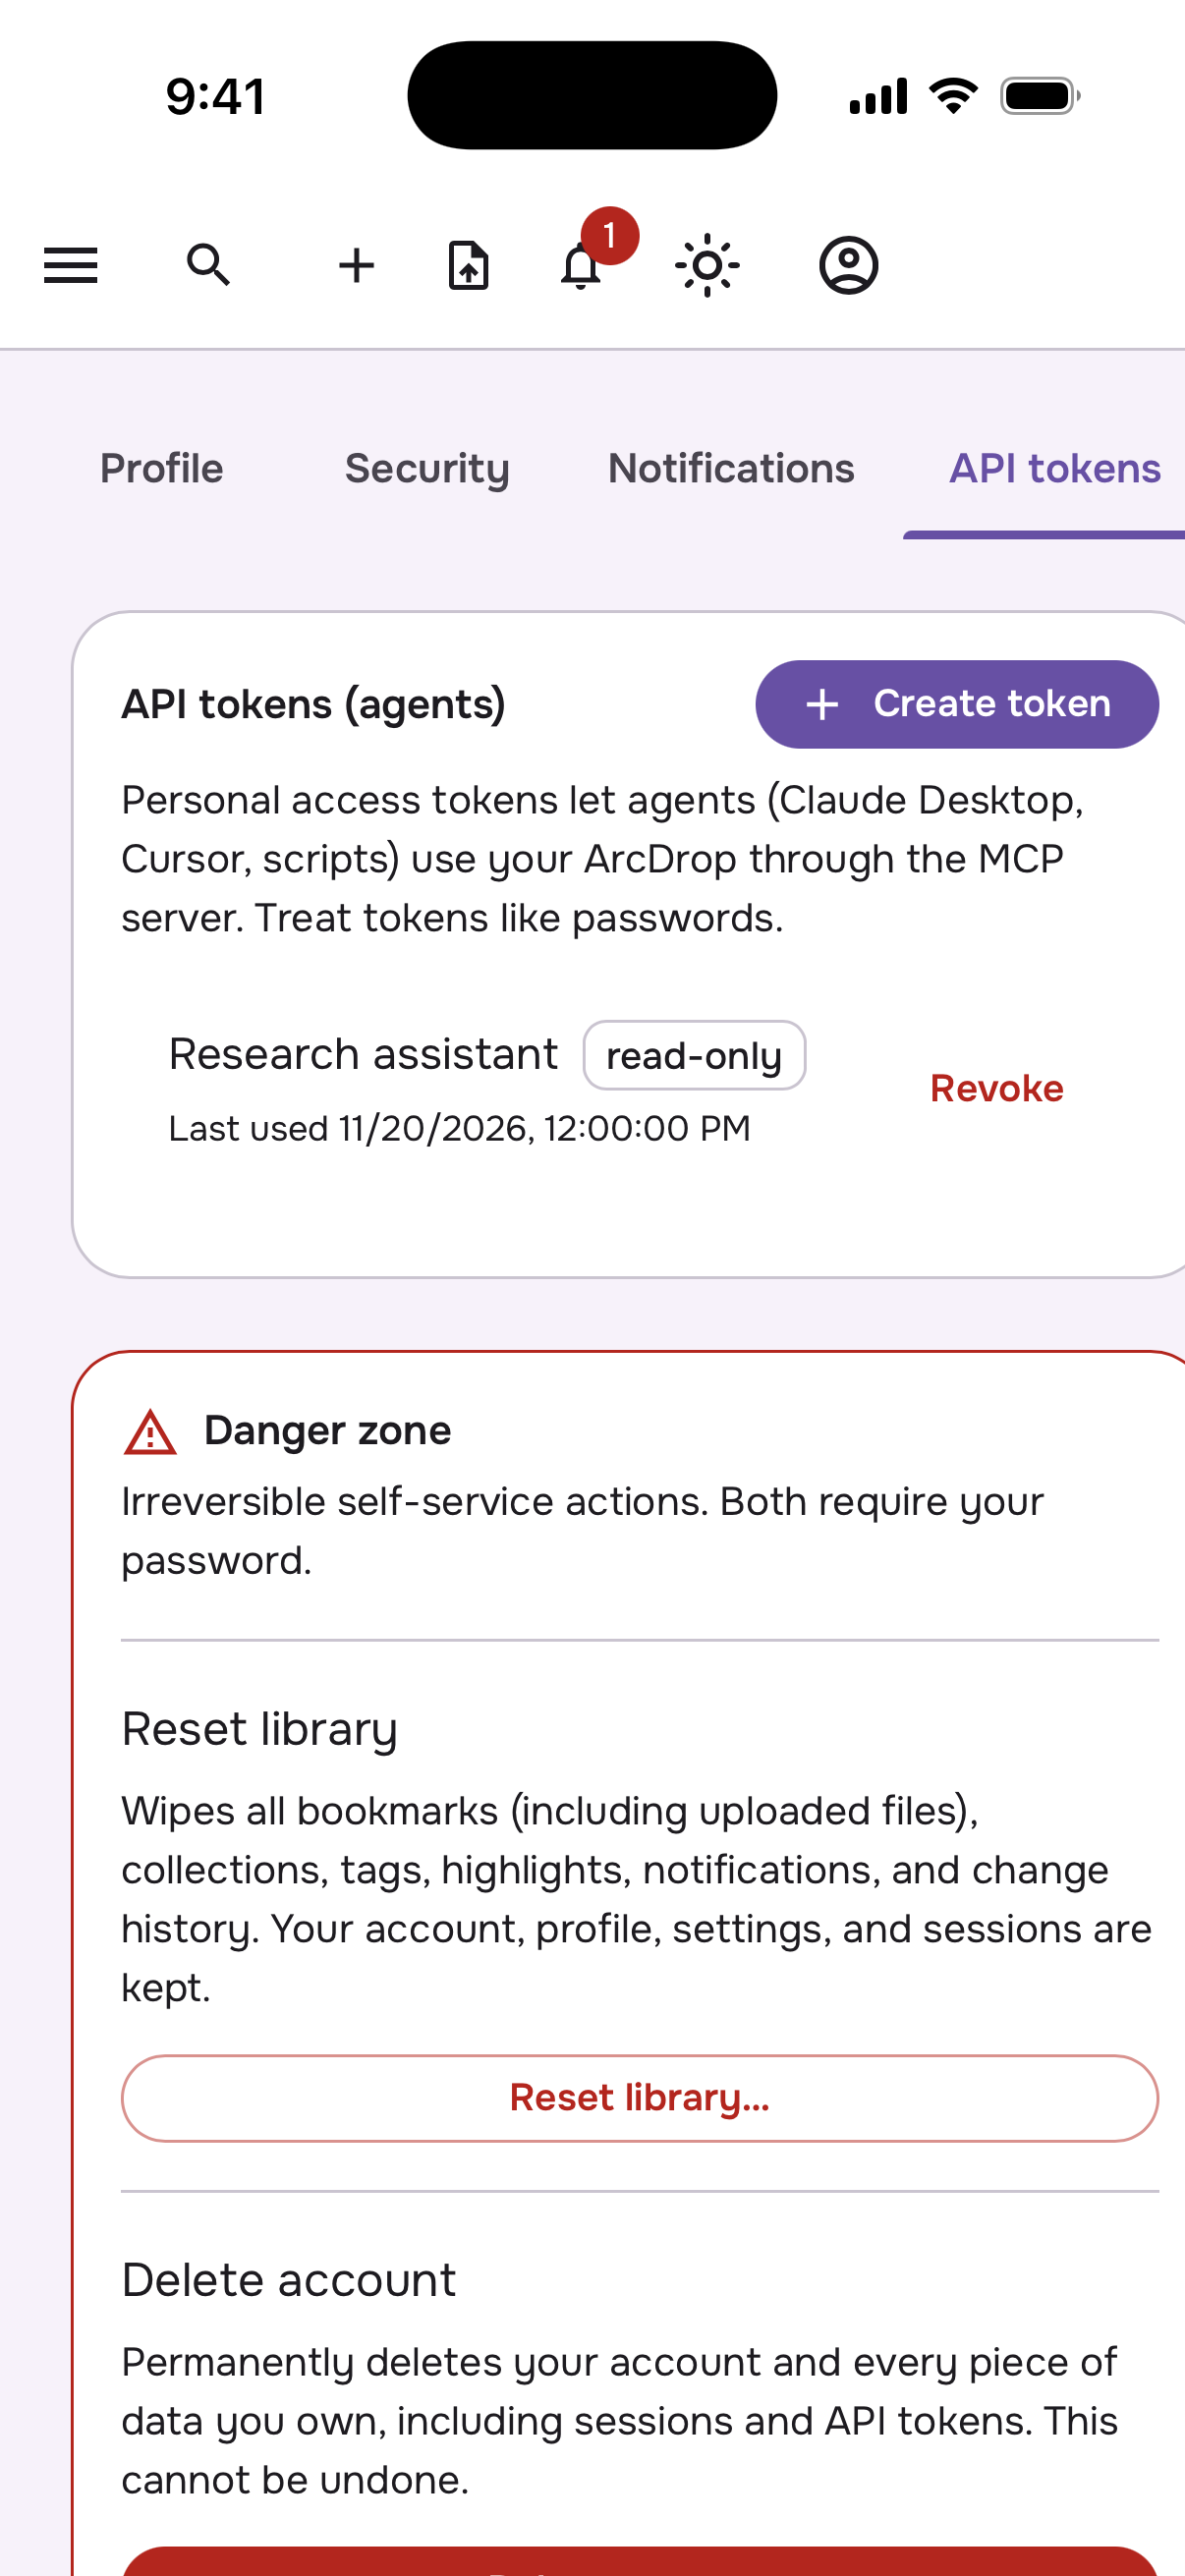 9:41
1
Profile
Security
Notifications
API tokens
API tokens (agents)
Create token
Personal access tokens let agents (Claude Desktop,
Cursor, scripts) use your ArcDrop through the MCP
server. Treat tokens like passwords.
Research assistant
read-only
Last used 11/20/2026, 12:00:00 PM
Revoke
Danger zone
Irreversible self-service actions. Both require your
password.
Reset library
Wipes all bookmarks (including uploaded files),
collections, tags, highlights, notifications, and change
history. Your account, profile, settings, and sessions are
kept.
Reset library...
Delete account
Permanently deletes your account and every piece of
data you own, including sessions and API tokens. This
cannot be undone.